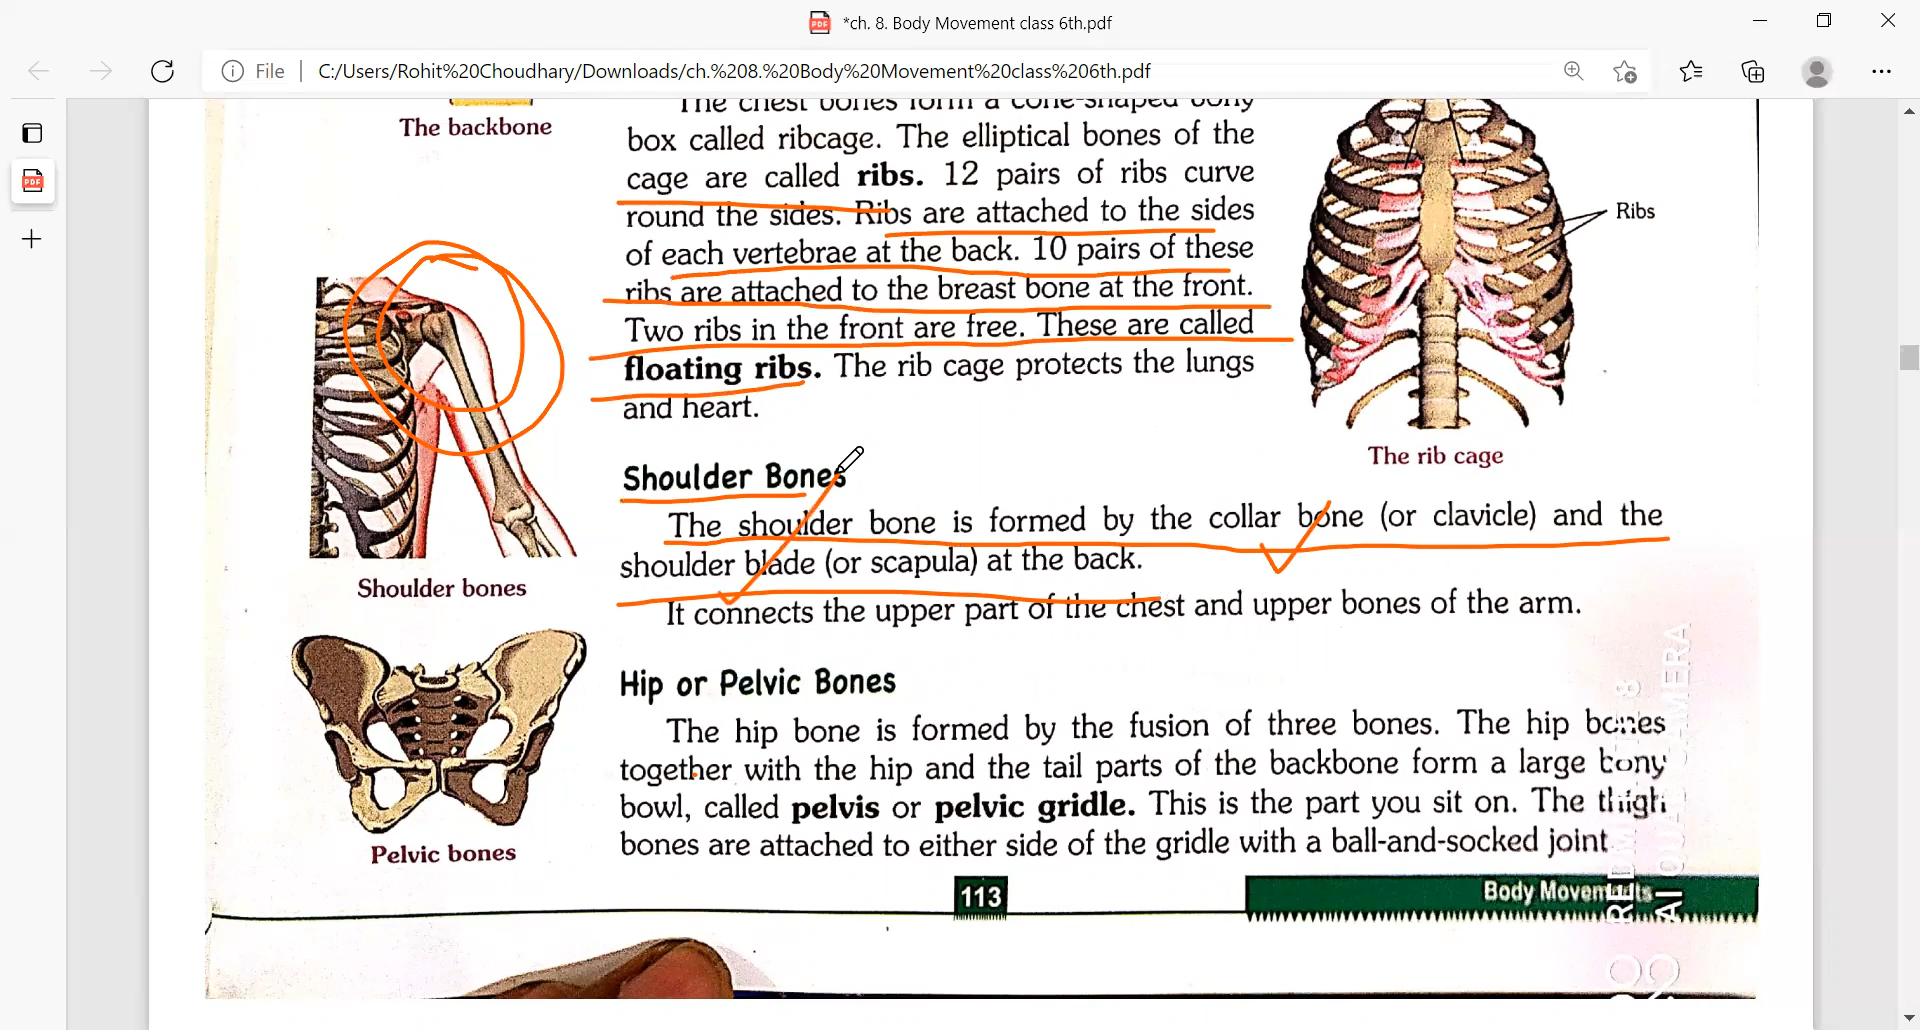 *ch. 8. Body Movement class 6th.pdf
File
C:/Users/Rohit%20Choudhary/Downloads/ch.%208.%20Body%20Movement%20class%206th.pdf
The backbone
The chest bones form a cone-shaped bony
box called ribcage. The elliptical bones of the
cage are called ribs. 12 pairs of ribs curve
round the sides. Ribs are attached to the sides
of each vertebrae at the back. 10 pairs of these
ribs are attached to the breast bone at the front.
Two ribs in the front are free. These are called
floating ribs. The rib cage protects the lungs
and heart.
Ribs
The rib cage
Shoulder bones
Shoulder Bones
The shoulder bone is formed by the collar bone (or clavicle) and the
shoulder blade (or scapula) at the back.
It connects the upper part of the chest and upper bones of the arm.
Hip or Pelvic Bones
The hip bone is formed by the fusion of three bones. The hip bones
together with the hip and the tail parts of the backbone form a large bony
bowl, called pelvis or pelvic gridle. This is the part you sit on. The thigh
bones are attached to either side of the gridle with a ball-and-socked joint
Pelvic bones
113
Body Movements